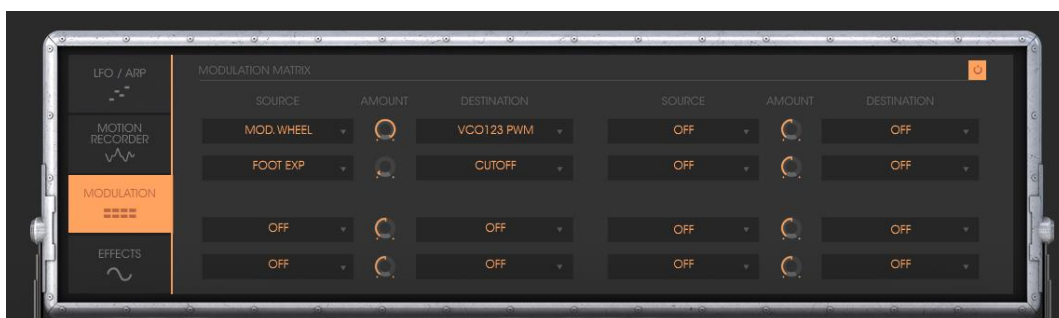 LFO / ARP
MOTION
RECORDER
MODULATION
EFFECTS
MODULATION MATRIX
SOURCE AMOUNT DESTINATION SOURCE AMOUNT DESTINATION
MOD. WHEEL VCO123 PWM OFF OFF
FOOT EXP CUTOFF OFF OFF
OFF OFF OFF OFF
OFF OFF OFF OFF